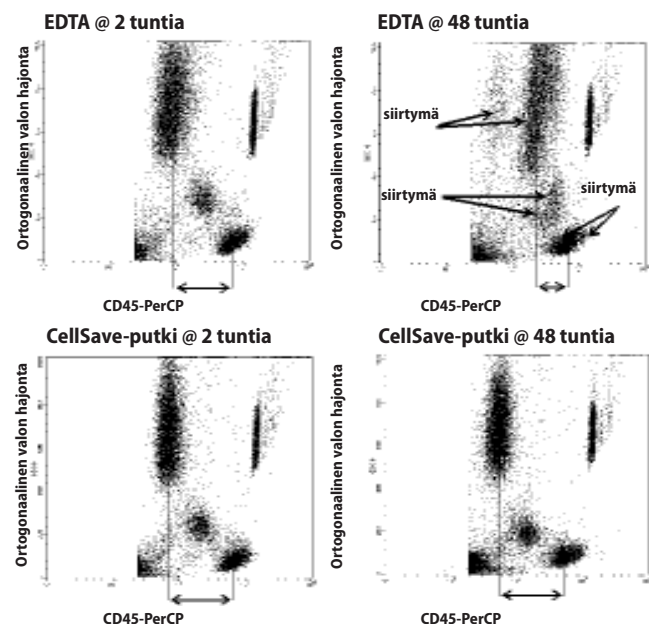 EDTA @ 2 tuntia
EDTA @ 48 tuntia
Ortogonaalinen valon hajonta
Ortogonaalinen valon hajonta
siirtymä
siirtymä
siirtymä
CD45-PerCP
CD45-PerCP
CellSave-putki @ 2 tuntia
CellSave-putki @ 48 tuntia
Ortogonaalinen valon hajonta
Ortogonaalinen valon hajonta
CD45-PerCP
CD45-PerCP